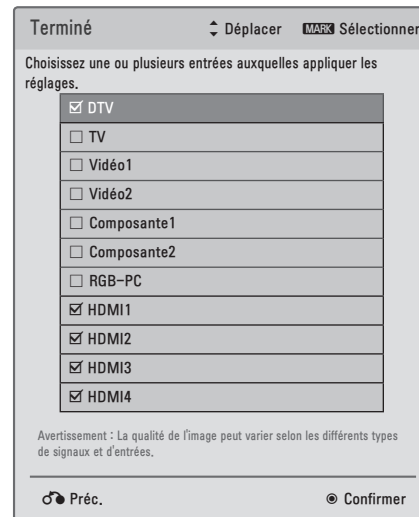 Terminé Déplacer MARK Sélectionner
Choisissez une ou plusieurs entrées auxquelles appliquer les
réglages.
☑ DTV
☐ TV
☐ Vidéo1
☐ Vidéo2
☐ Composante1
☐ Composante2
☐ RGB-PC
☑ HDMI1
☑ HDMI2
☑ HDMI3
☑ HDMI4
Avertissement : La qualité de l'image peut varier selon les différents types
de signaux et d'entrées.
Préc. ◉ Confirmer